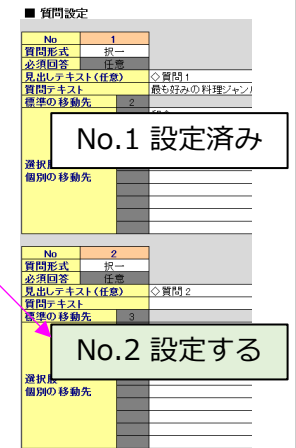 ■ 質問設定
No 1
質問形式 択一
必須回答 任意
見出しテキスト(任意) ◇質問1
質問テキスト 最も好みの料理ジャン
標準の移動先 2
No.1 設定済み
選択肢
個別の移動先
No 2
質問形式 択一
必須回答 任意
見出しテキスト(任意) ◇質問2
質問テキスト
標準の移動先 3
No.2 設定する
選択肢
個別の移動先